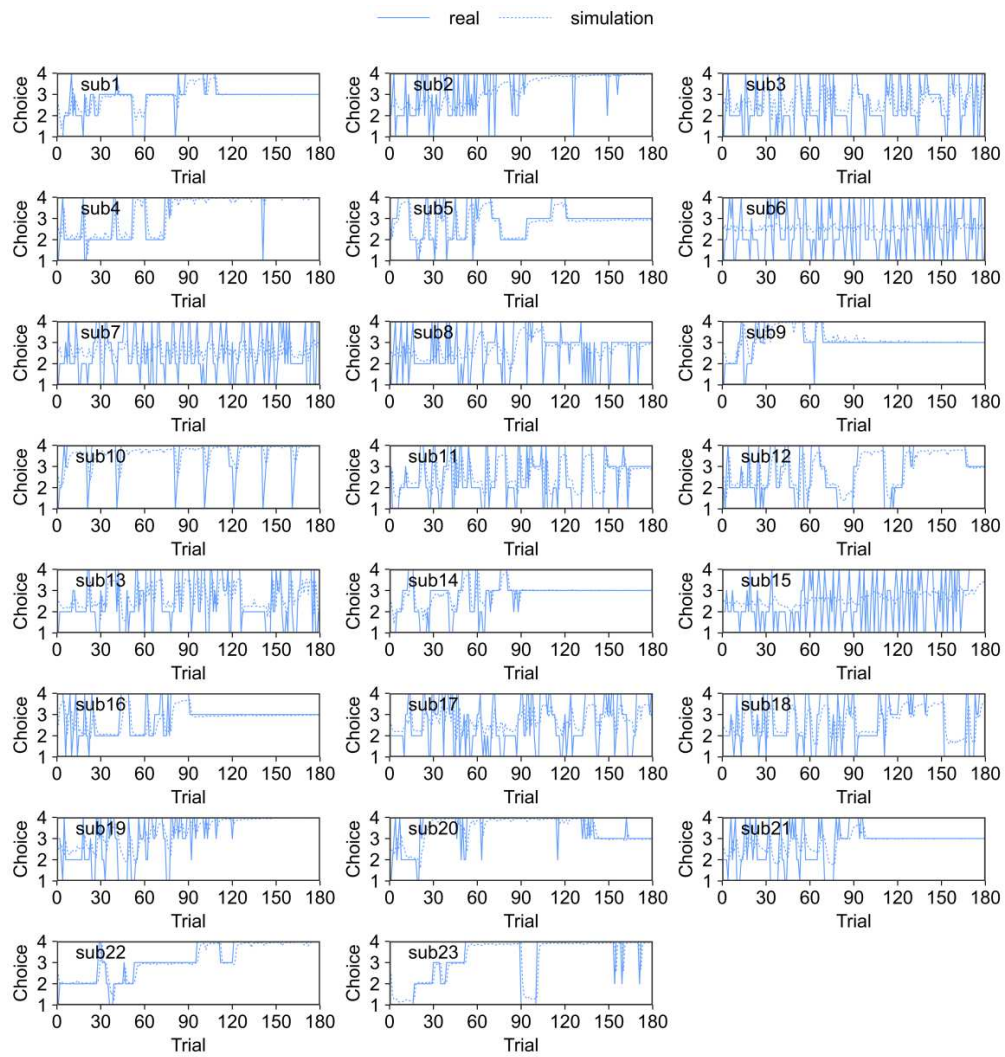 real simulation
sub1
Choice
4
3
2
1
0 30 60 90 120 150 180
Trial
sub2
Choice
4
3
2
1
0 30 60 90 120 150 180
Trial
sub3
Choice
4
3
2
1
0 30 60 90 120 150 180
Trial
sub4
Choice
4
3
2
1
0 30 60 90 120 150 180
Trial
sub5
Choice
4
3
2
1
0 30 60 90 120 150 180
Trial
sub6
Choice
4
3
2
1
0 30 60 90 120 150 180
Trial
sub7
Choice
4
3
2
1
0 30 60 90 120 150 180
Trial
sub8
Choice
4
3
2
1
0 30 60 90 120 150 180
Trial
sub9
Choice
4
3
2
1
0 30 60 90 120 150 180
Trial
sub10
Choice
4
3
2
1
0 30 60 90 120 150 180
Trial
sub11
Choice
4
3
2
1
0 30 60 90 120 150 180
Trial
sub12
Choice
4
3
2
1
0 30 60 90 120 150 180
Trial
sub13
Choice
4
3
2
1
0 30 60 90 120 150 180
Trial
sub14
Choice
4
3
2
1
0 30 60 90 120 150 180
Trial
sub15
Choice
4
3
2
1
0 30 60 90 120 150 180
Trial
sub16
Choice
4
3
2
1
0 30 60 90 120 150 180
Trial
sub17
Choice
4
3
2
1
0 30 60 90 120 150 180
Trial
sub18
Choice
4
3
2
1
0 30 60 90 120 150 180
Trial
sub19
Choice
4
3
2
1
0 30 60 90 120 150 180
Trial
sub20
Choice
4
3
2
1
0 30 60 90 120 150 180
Trial
sub21
Choice
4
3
2
1
0 30 60 90 120 150 180
Trial
sub22
Choice
4
3
2
1
0 30 60 90 120 150 180
Trial
sub23
Choice
4
3
2
1
0 30 60 90 120 150 180
Trial